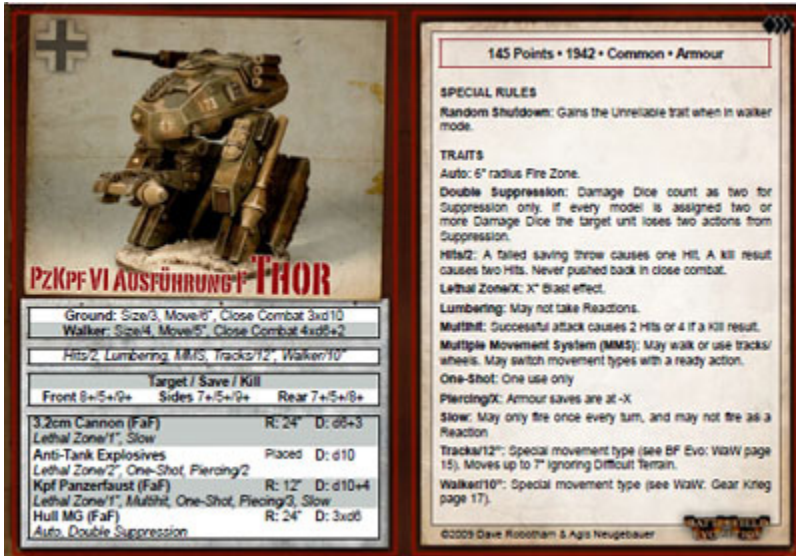 PzKpf VI Ausführung F Thor
Ground: Size/3, Move/6", Close Combat 3xd10
Walker: Size/4, Move/5", Close Combat 4xd6+2
Hits/2, Lumbering, MMS, Tracks/12", Walker/10"
Target / Save / Kill
Front 8+/5+/9+ Sides 7+/5+/9+ Rear 7+/5+/8+
3.2cm Cannon (FaF) R: 24" D: d6+3
Lethal Zone/1", Slow
Anti-Tank Explosives Placed D: d10
Lethal Zone/2", One-Shot, Piercing/2
Kpf Panzerfaust (FaF) R: 12" D: d10+4
Lethal Zone/1", Multihit, One-Shot, Piecing/3, Slow
Hull MG (FaF) R: 24" D: 3xd6
Auto, Double Suppression
145 Points • 1942 • Common • Armour
SPECIAL RULES
Random Shutdown: Gains the Unreliable trait when in walker
mode.
TRAITS
Auto: 6" radius Fire Zone.
Double Suppression: Damage Dice count as two for
Suppression only. If every model is assigned two or
more Damage Dice the target unit loses two actions from
Suppression.
Hits/2: A failed saving throw causes one Hit. A kill result
causes two Hits. Never pushed back in close combat.
Lethal Zone/X: X" Blast effect.
Lumbering: May not take Reactions.
Multihit: Successful attack causes 2 Hits or 4 if a Kill result.
Multiple Movement System (MMS): May walk or use tracks/
wheels. May switch movement types with a ready action.
One-Shot: One use only
Piercing/X: Armour saves are at -X
Slow: May only fire once every turn, and may not fire as a
Reaction
Tracks/12": Special movement type (see BF Evo: WaW page
15). Moves up to 7" ignoring Difficult Terrain.
Walker/10": Special movement type (see WaW: Gear Krieg
page 17).
©2009 Dave Robotham & Agis Neugebauer
BATTLEFIELD
EVOLUTION